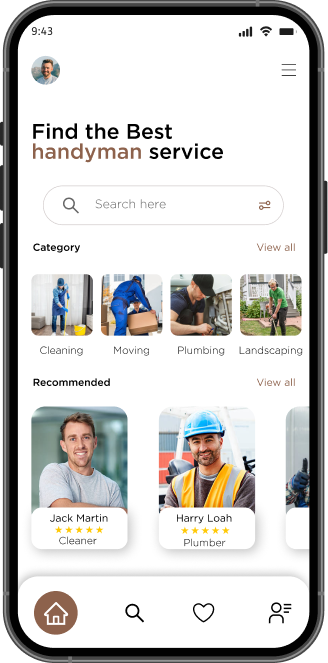 9:43
Find the Best
handyman service
Search here
Category View all
Cleaning Moving Plumbing Landscaping
Recommended View all
Jack Martin Harry Loah
Cleaner Plumber